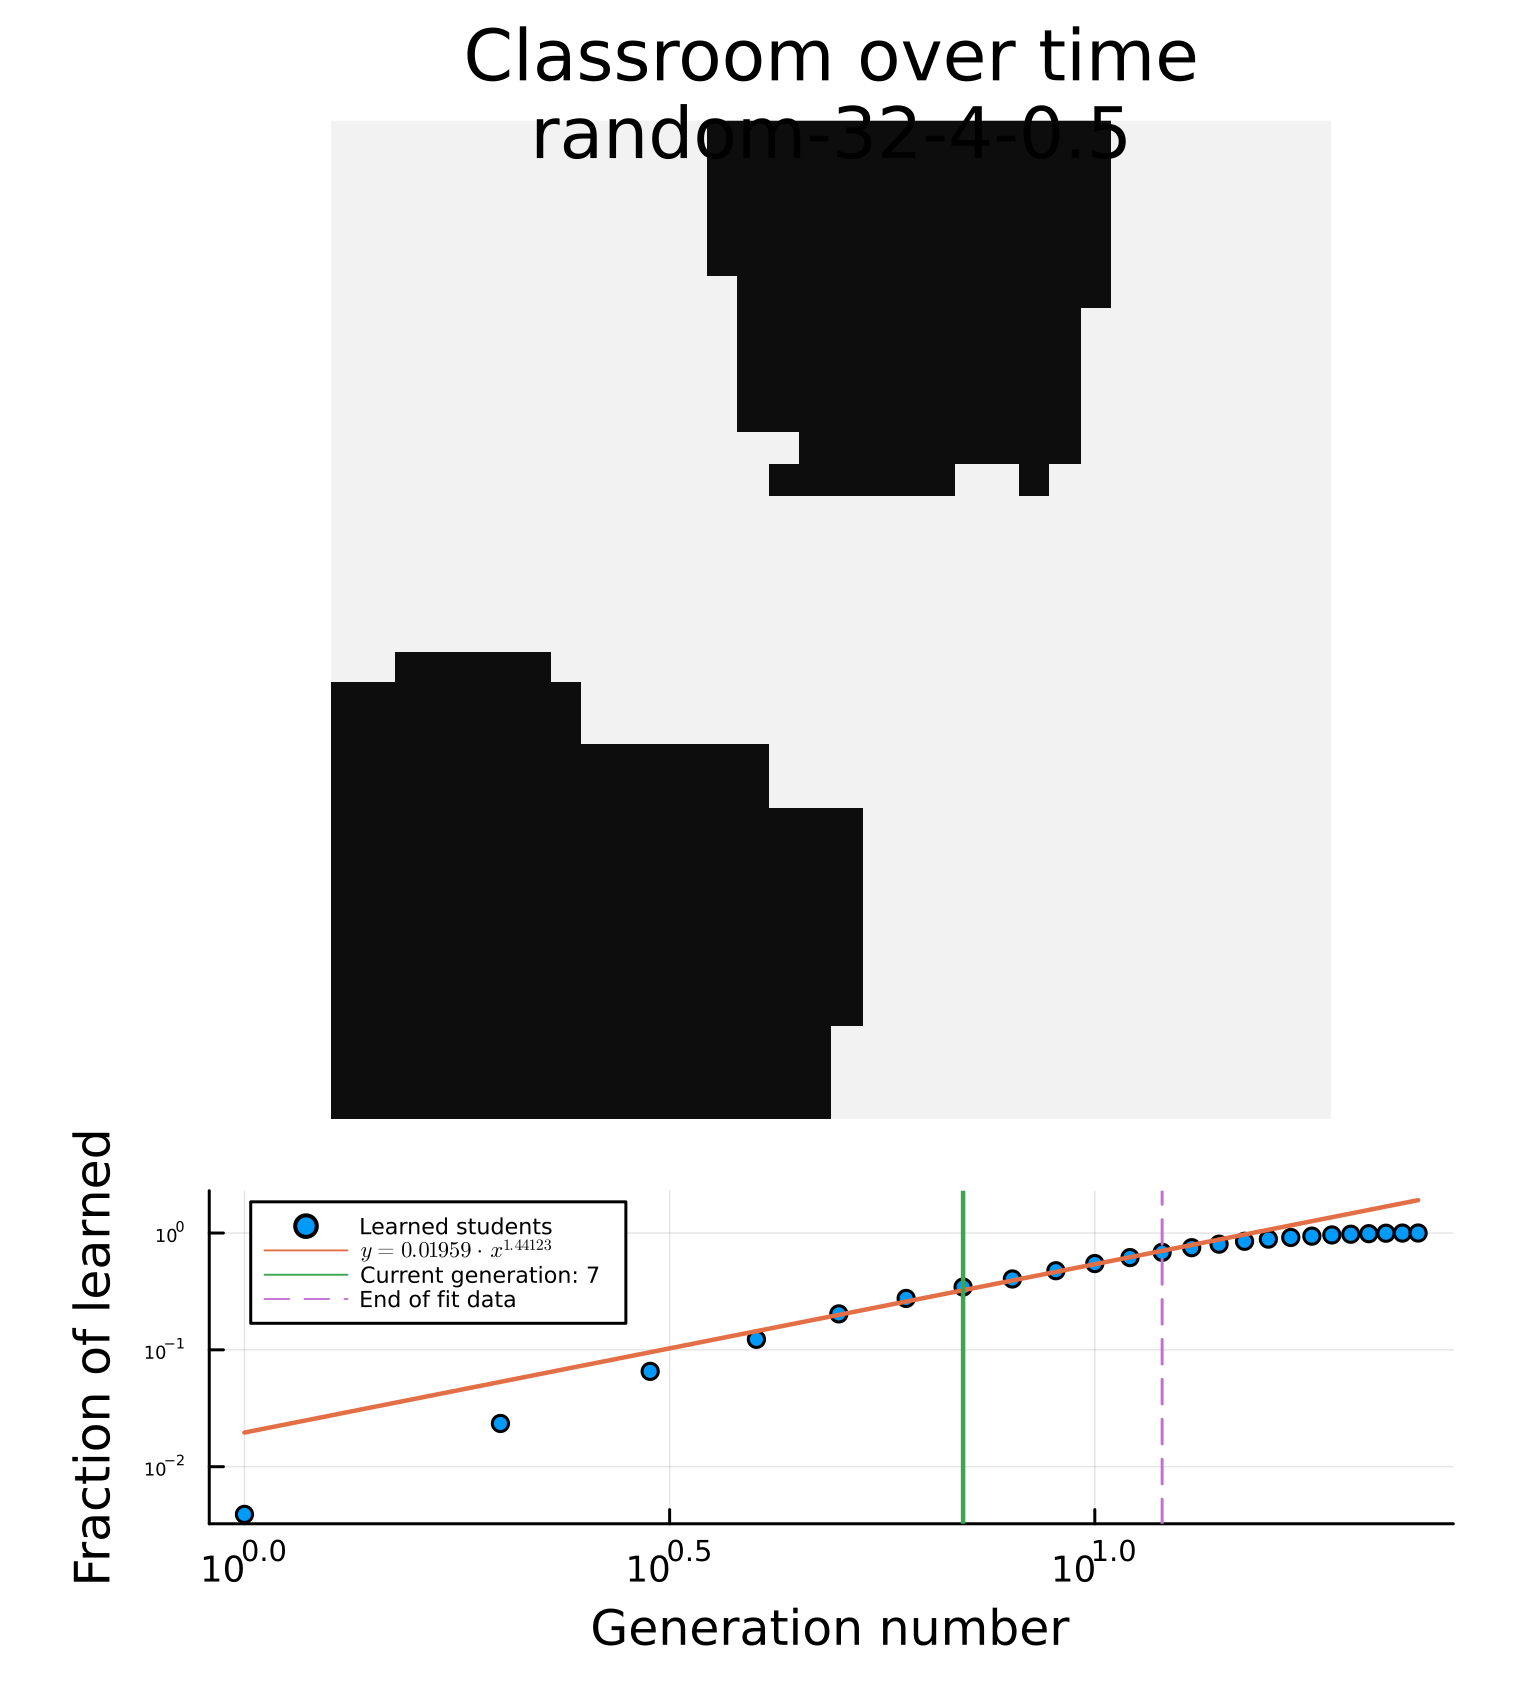 Classroom over time
random-32-4-0.5
Fraction of learned
10⁰
10⁻¹
10⁻²
Learned students
y = 0.01959 · x^1.44123
Current generation: 7
End of fit data
10^0.0
10^0.5
10^1.0
Generation number